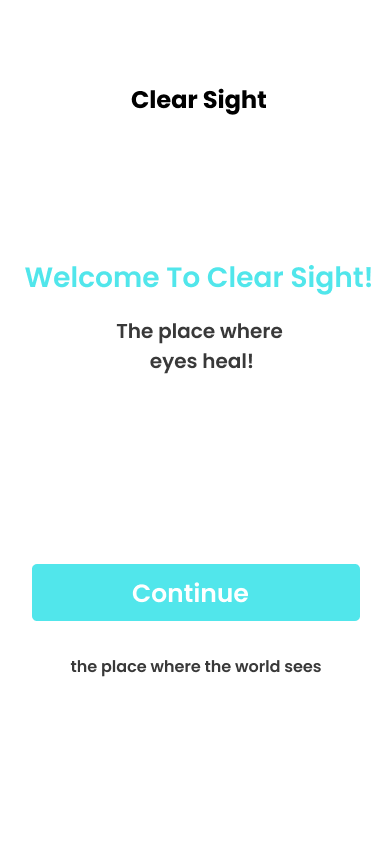 Clear Sight
Welcome To Clear Sight!
The place where
eyes heal!
Continue
the place where the world sees